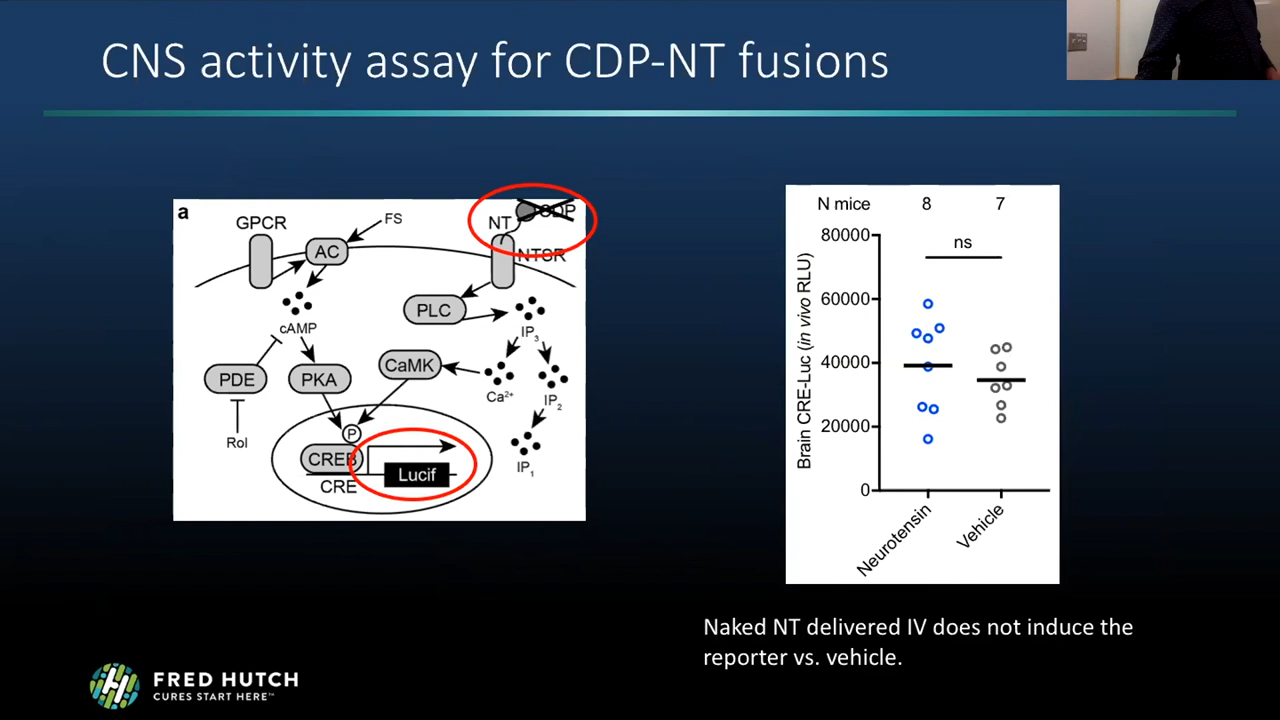 CNS activity assay for CDP-NT fusions
a
GPCR
FS
AC
NT
CDP
NTSR
PLC
cAMP
IP3
PDE
PKA
CaMK
Ca2+
IP2
Rol
P
CREB
CRE
Lucif
IP1
N mice 8 7
80000
ns
60000
40000
20000
0
Brain CRE-Luc (in vivo RLU)
Neurotensin
Vehicle
Naked NT delivered IV does not induce the
reporter vs. vehicle.
FRED HUTCH
CURES START HERE™